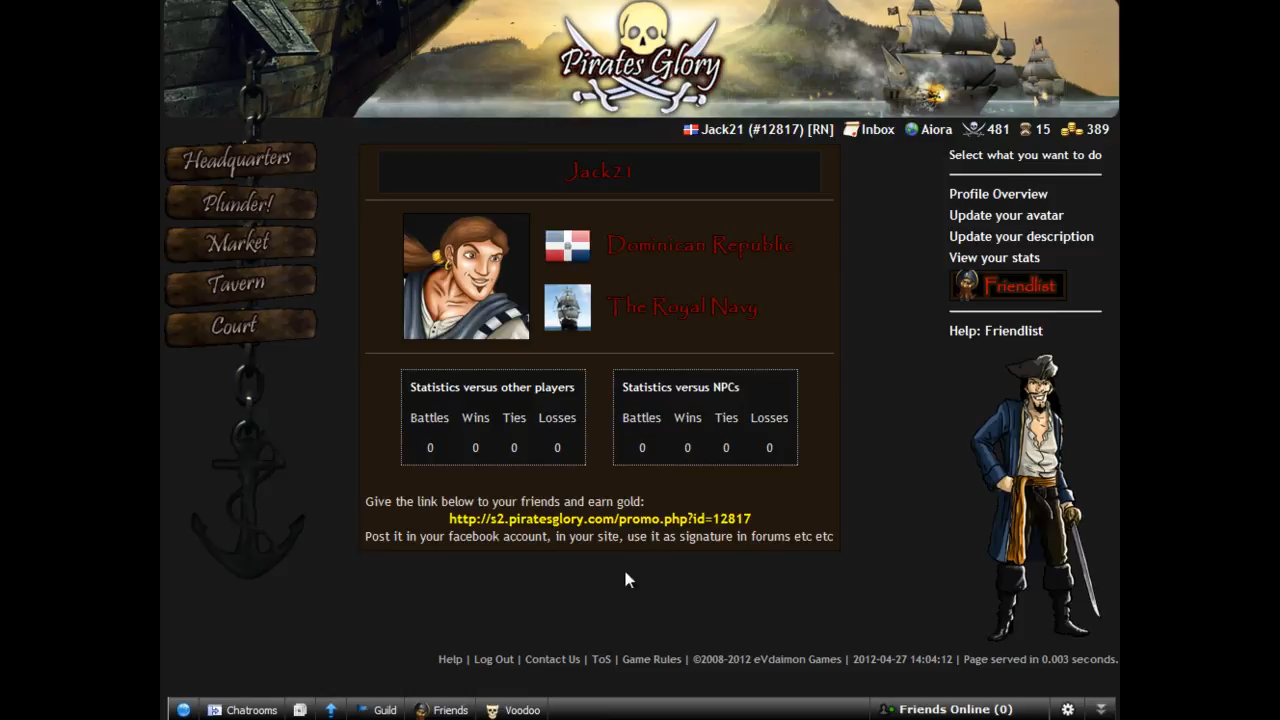 Pirates Glory
Jack21 (#12817) [RN] Inbox Aiora 481 15 389
Headquarters
Plunder!
Market
Tavern
Court
Jack21
Dominican Republic
The Royal Navy
Statistics versus other players
Battles Wins Ties Losses
0 0 0 0
Statistics versus NPCs
Battles Wins Ties Losses
0 0 0 0
Give the link below to your friends and earn gold:
http://s2.piratesglory.com/promo.php?id=12817
Post it in your facebook account, in your site, use it as signature in forums etc etc
Select what you want to do
Profile Overview
Update your avatar
Update your description
View your stats
Friendlist
Help: Friendlist
Help | Log Out | Contact Us | ToS | Game Rules | ©2008-2012 eVdaimon Games | 2012-04-27 14:04:12 | Page served in 0.003 seconds.
Chatrooms Guild Friends Voodoo Friends Online (0)